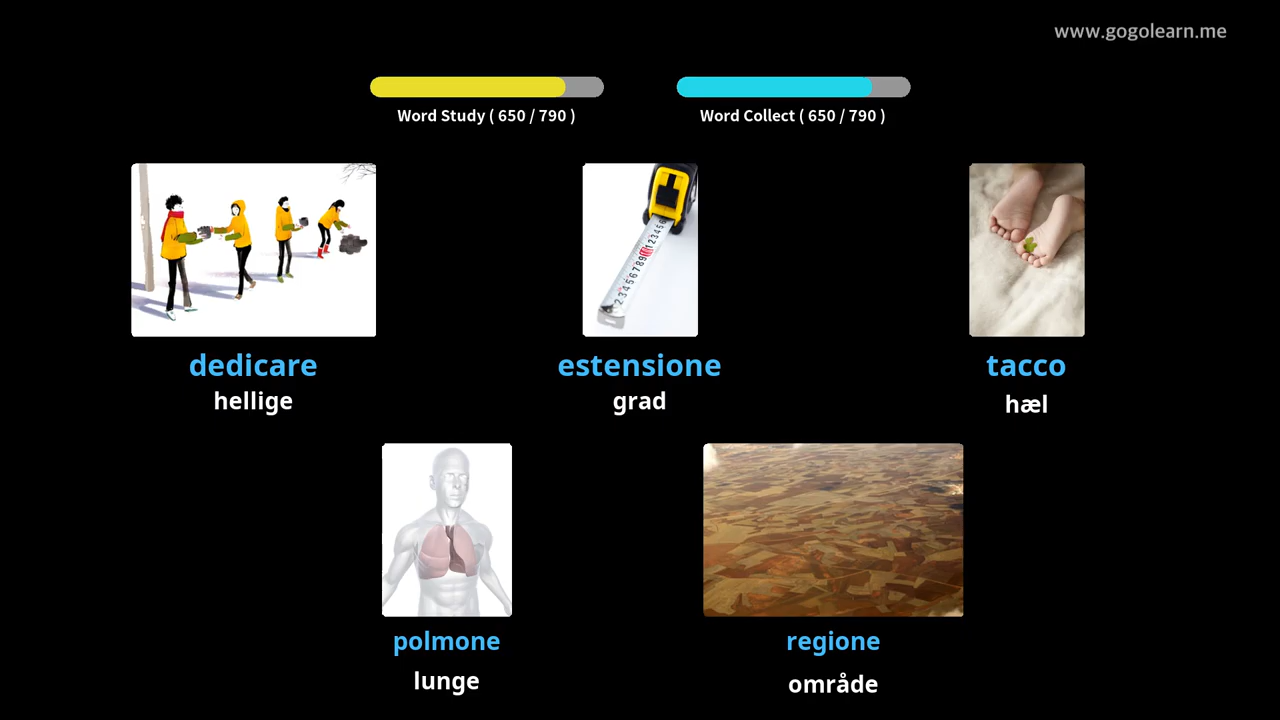 www.gogolearn.me
Word Study ( 650 / 790 )
Word Collect ( 650 / 790 )
dedicare
hellige
estensione
grad
tacco
hæl
polmone
lunge
regione
område